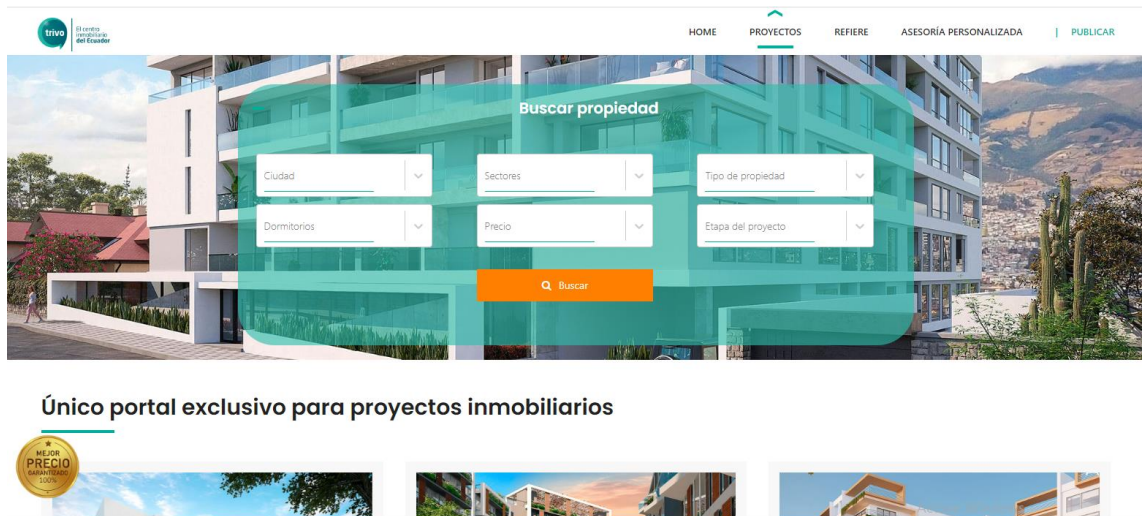 trivo
El centro
inmobiliario
del Ecuador
HOME
PROYECTOS
REFIERE
ASESORÍA PERSONALIZADA
| PUBLICAR
Buscar propiedad
Ciudad
Sectores
Tipo de propiedad
Dormitorios
Precio
Etapa del proyecto
Buscar
Único portal exclusivo para proyectos inmobiliarios
MEJOR
PRECIO
GARANTIZADO
100%